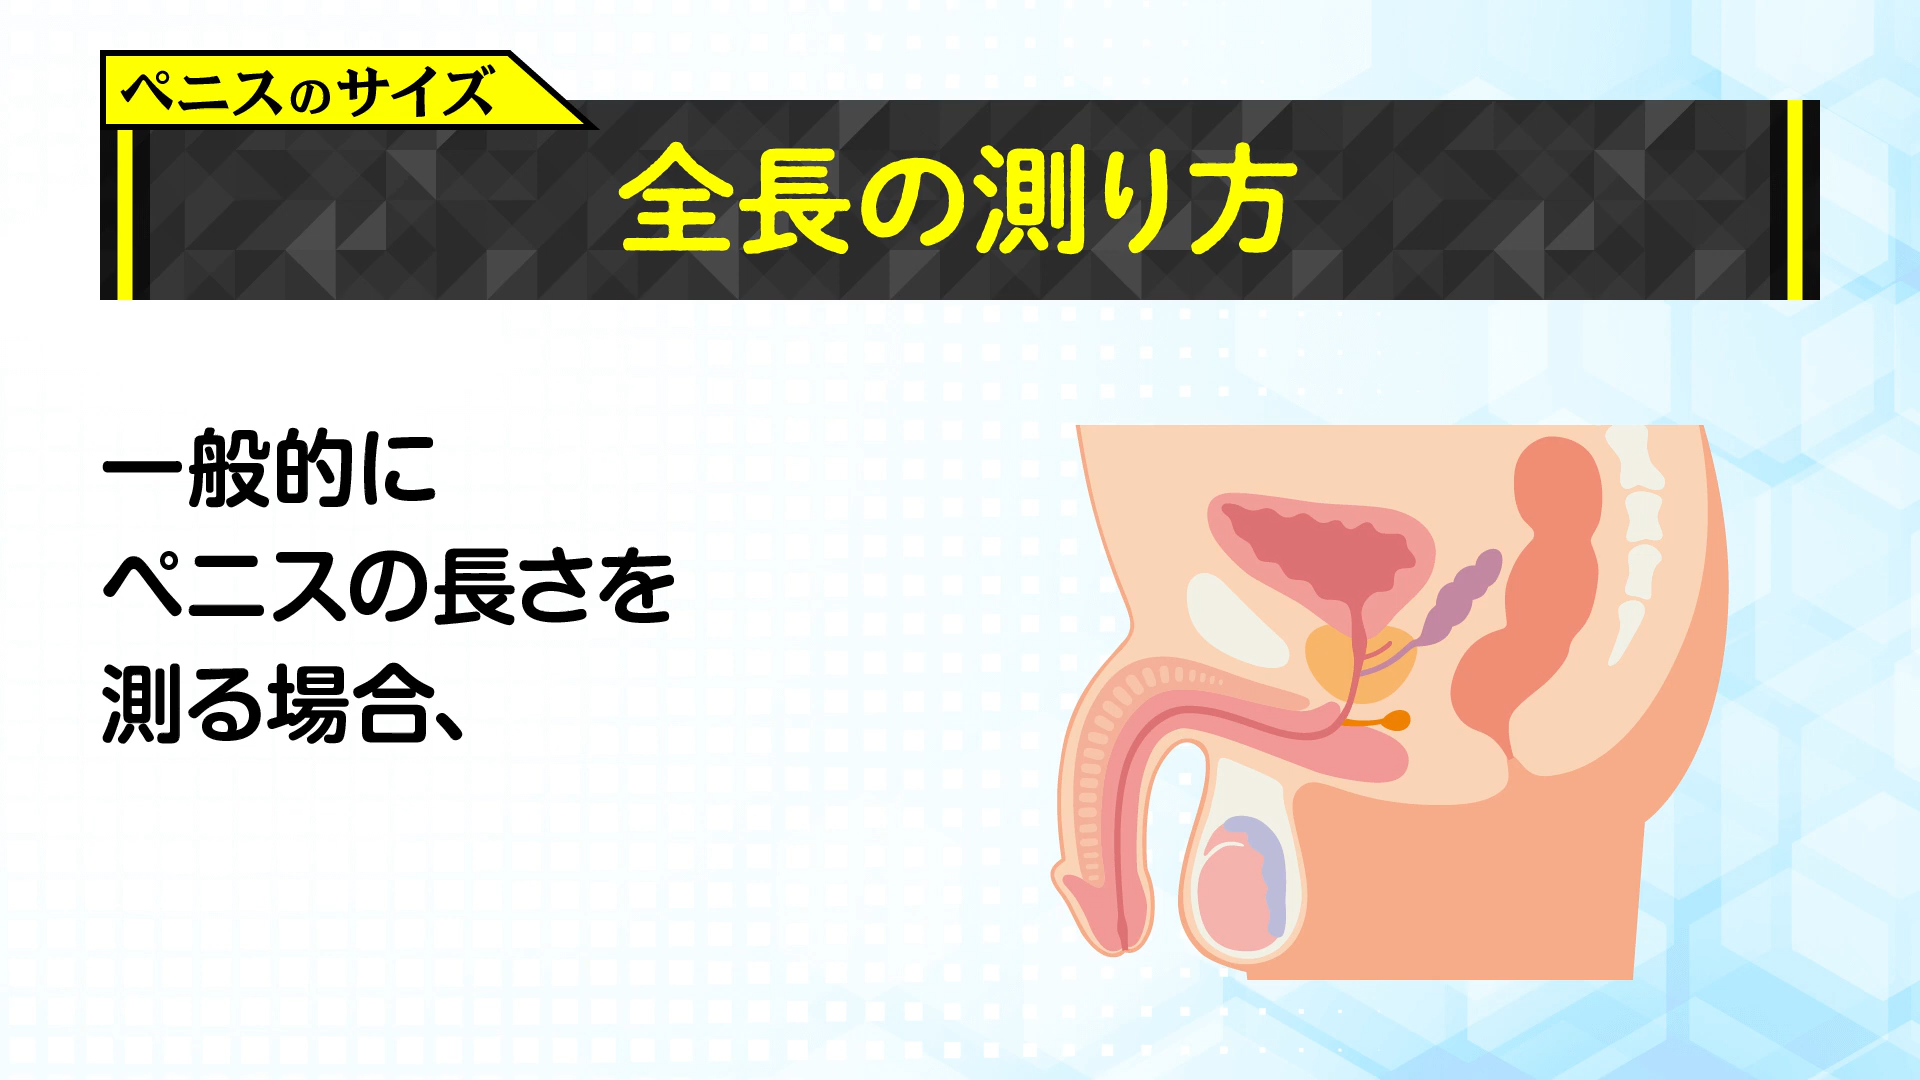 ペニスのサイズ
全長の測り方
一般的に
ペニスの長さを
測る場合、